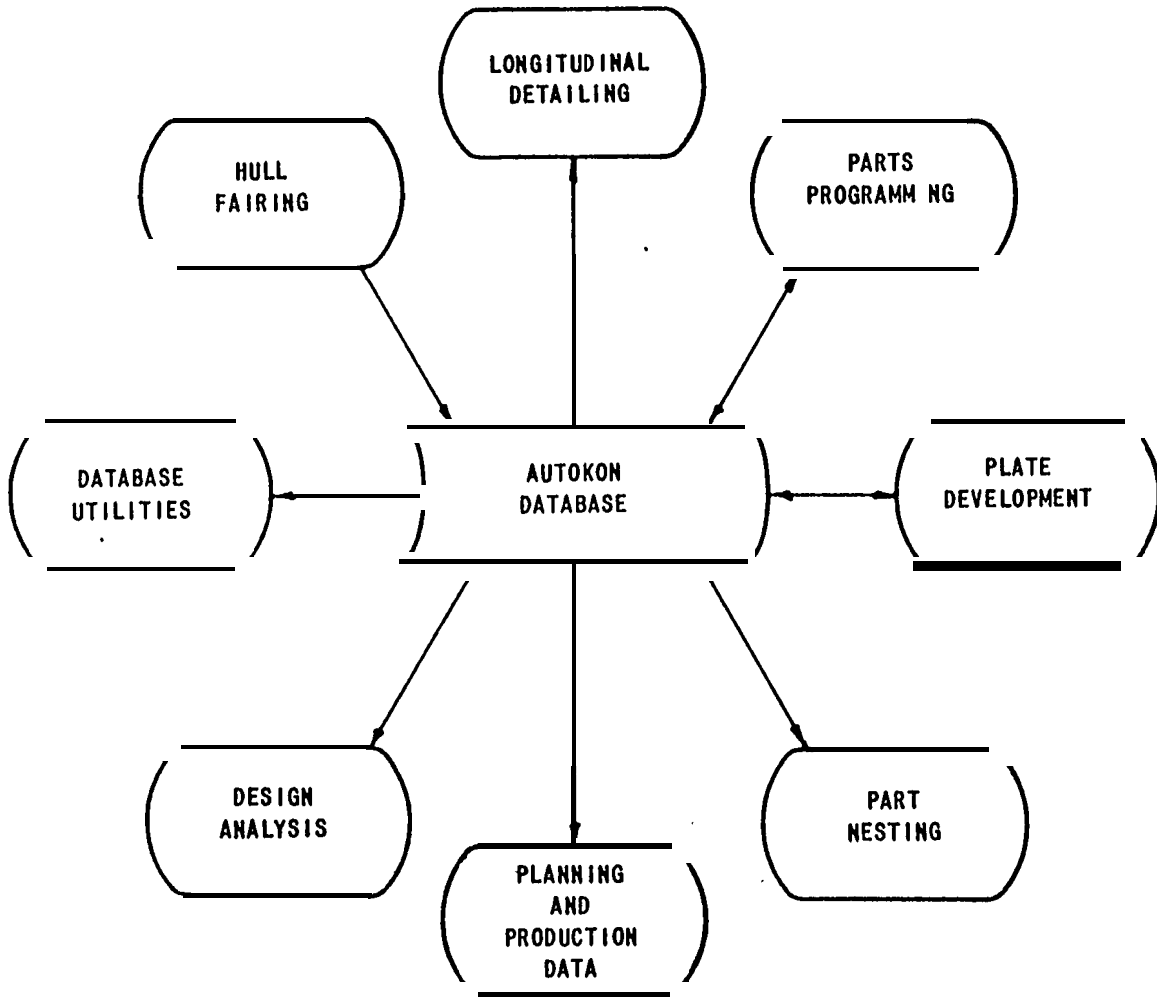 LONGITUDINAL
DETAILING
HULL
FAIRING
PARTS
PROGRAMM NG
DATABASE
UTILITIES
AUTOKON
DATABASE
PLATE
DEVELOPMENT
DESIGN
ANALYSIS
PART
NESTING
PLANNING
AND
PRODUCTION
DATA